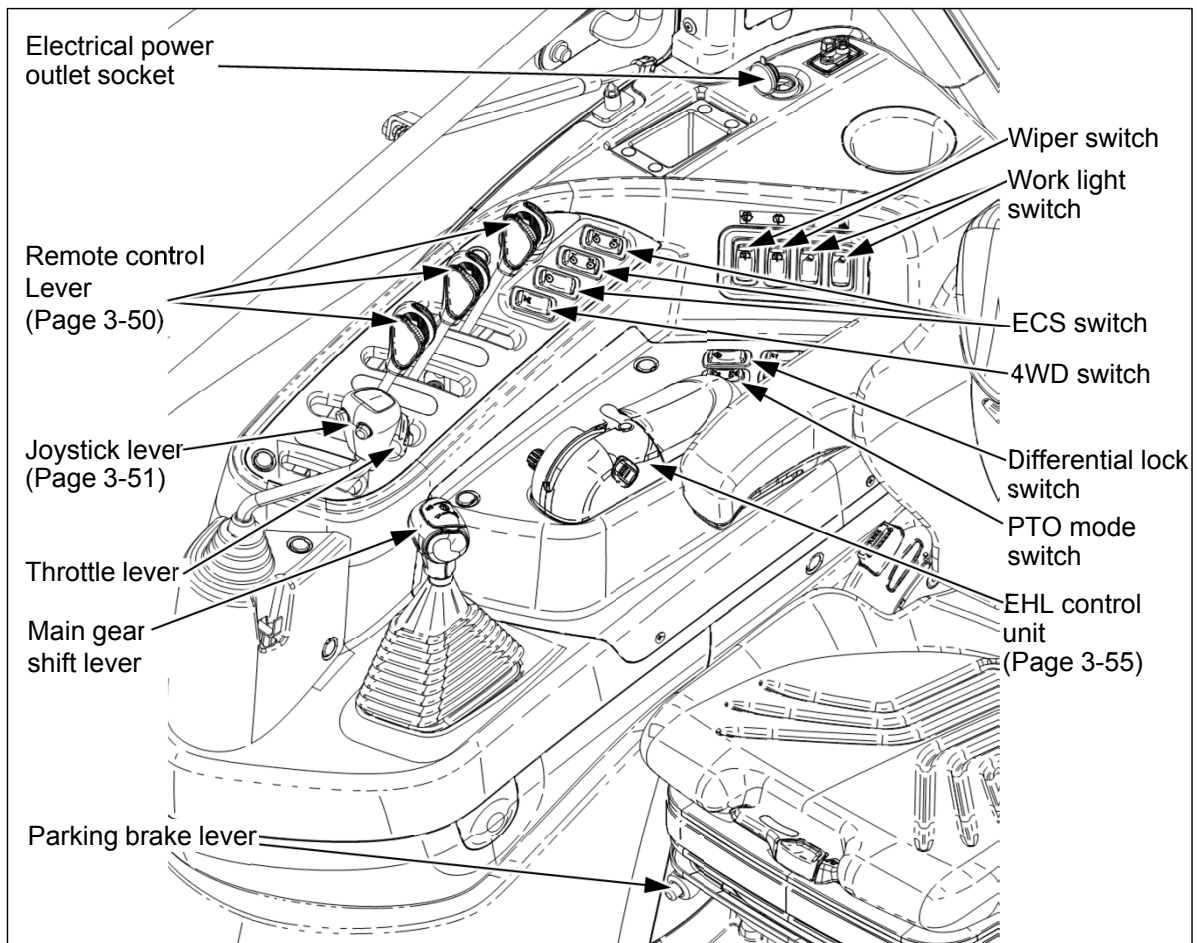 Electrical power
outlet socket
Remote control
Lever
(Page 3-50)
Joystick lever
(Page 3-51)
Throttle lever
Main gear
shift lever
Parking brake lever
Wiper switch
Work light
switch
ECS switch
4WD switch
Differential lock
switch
PTO mode
switch
EHL control
unit
(Page 3-55)